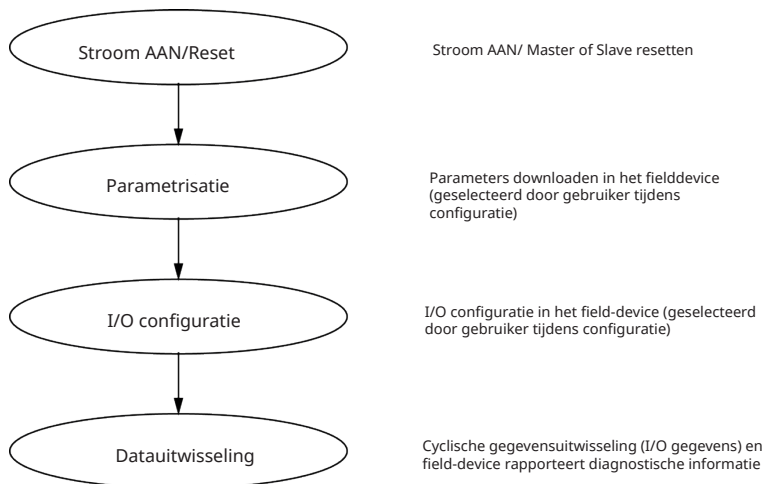 Stroom AAN/Reset
Stroom AAN/ Master of Slave resetten
Parametrisatie
Parameters downloaden in het fielddevice
(geselecteerd door gebruiker tijdens
configuratie)
I/O configuratie
I/O configuratie in het field-device (geselecteerd
door gebruiker tijdens configuratie)
Datauitwisseling
Cyclische gegevensuitwisseling (I/O gegevens) en
field-device rapporteert diagnostische informatie